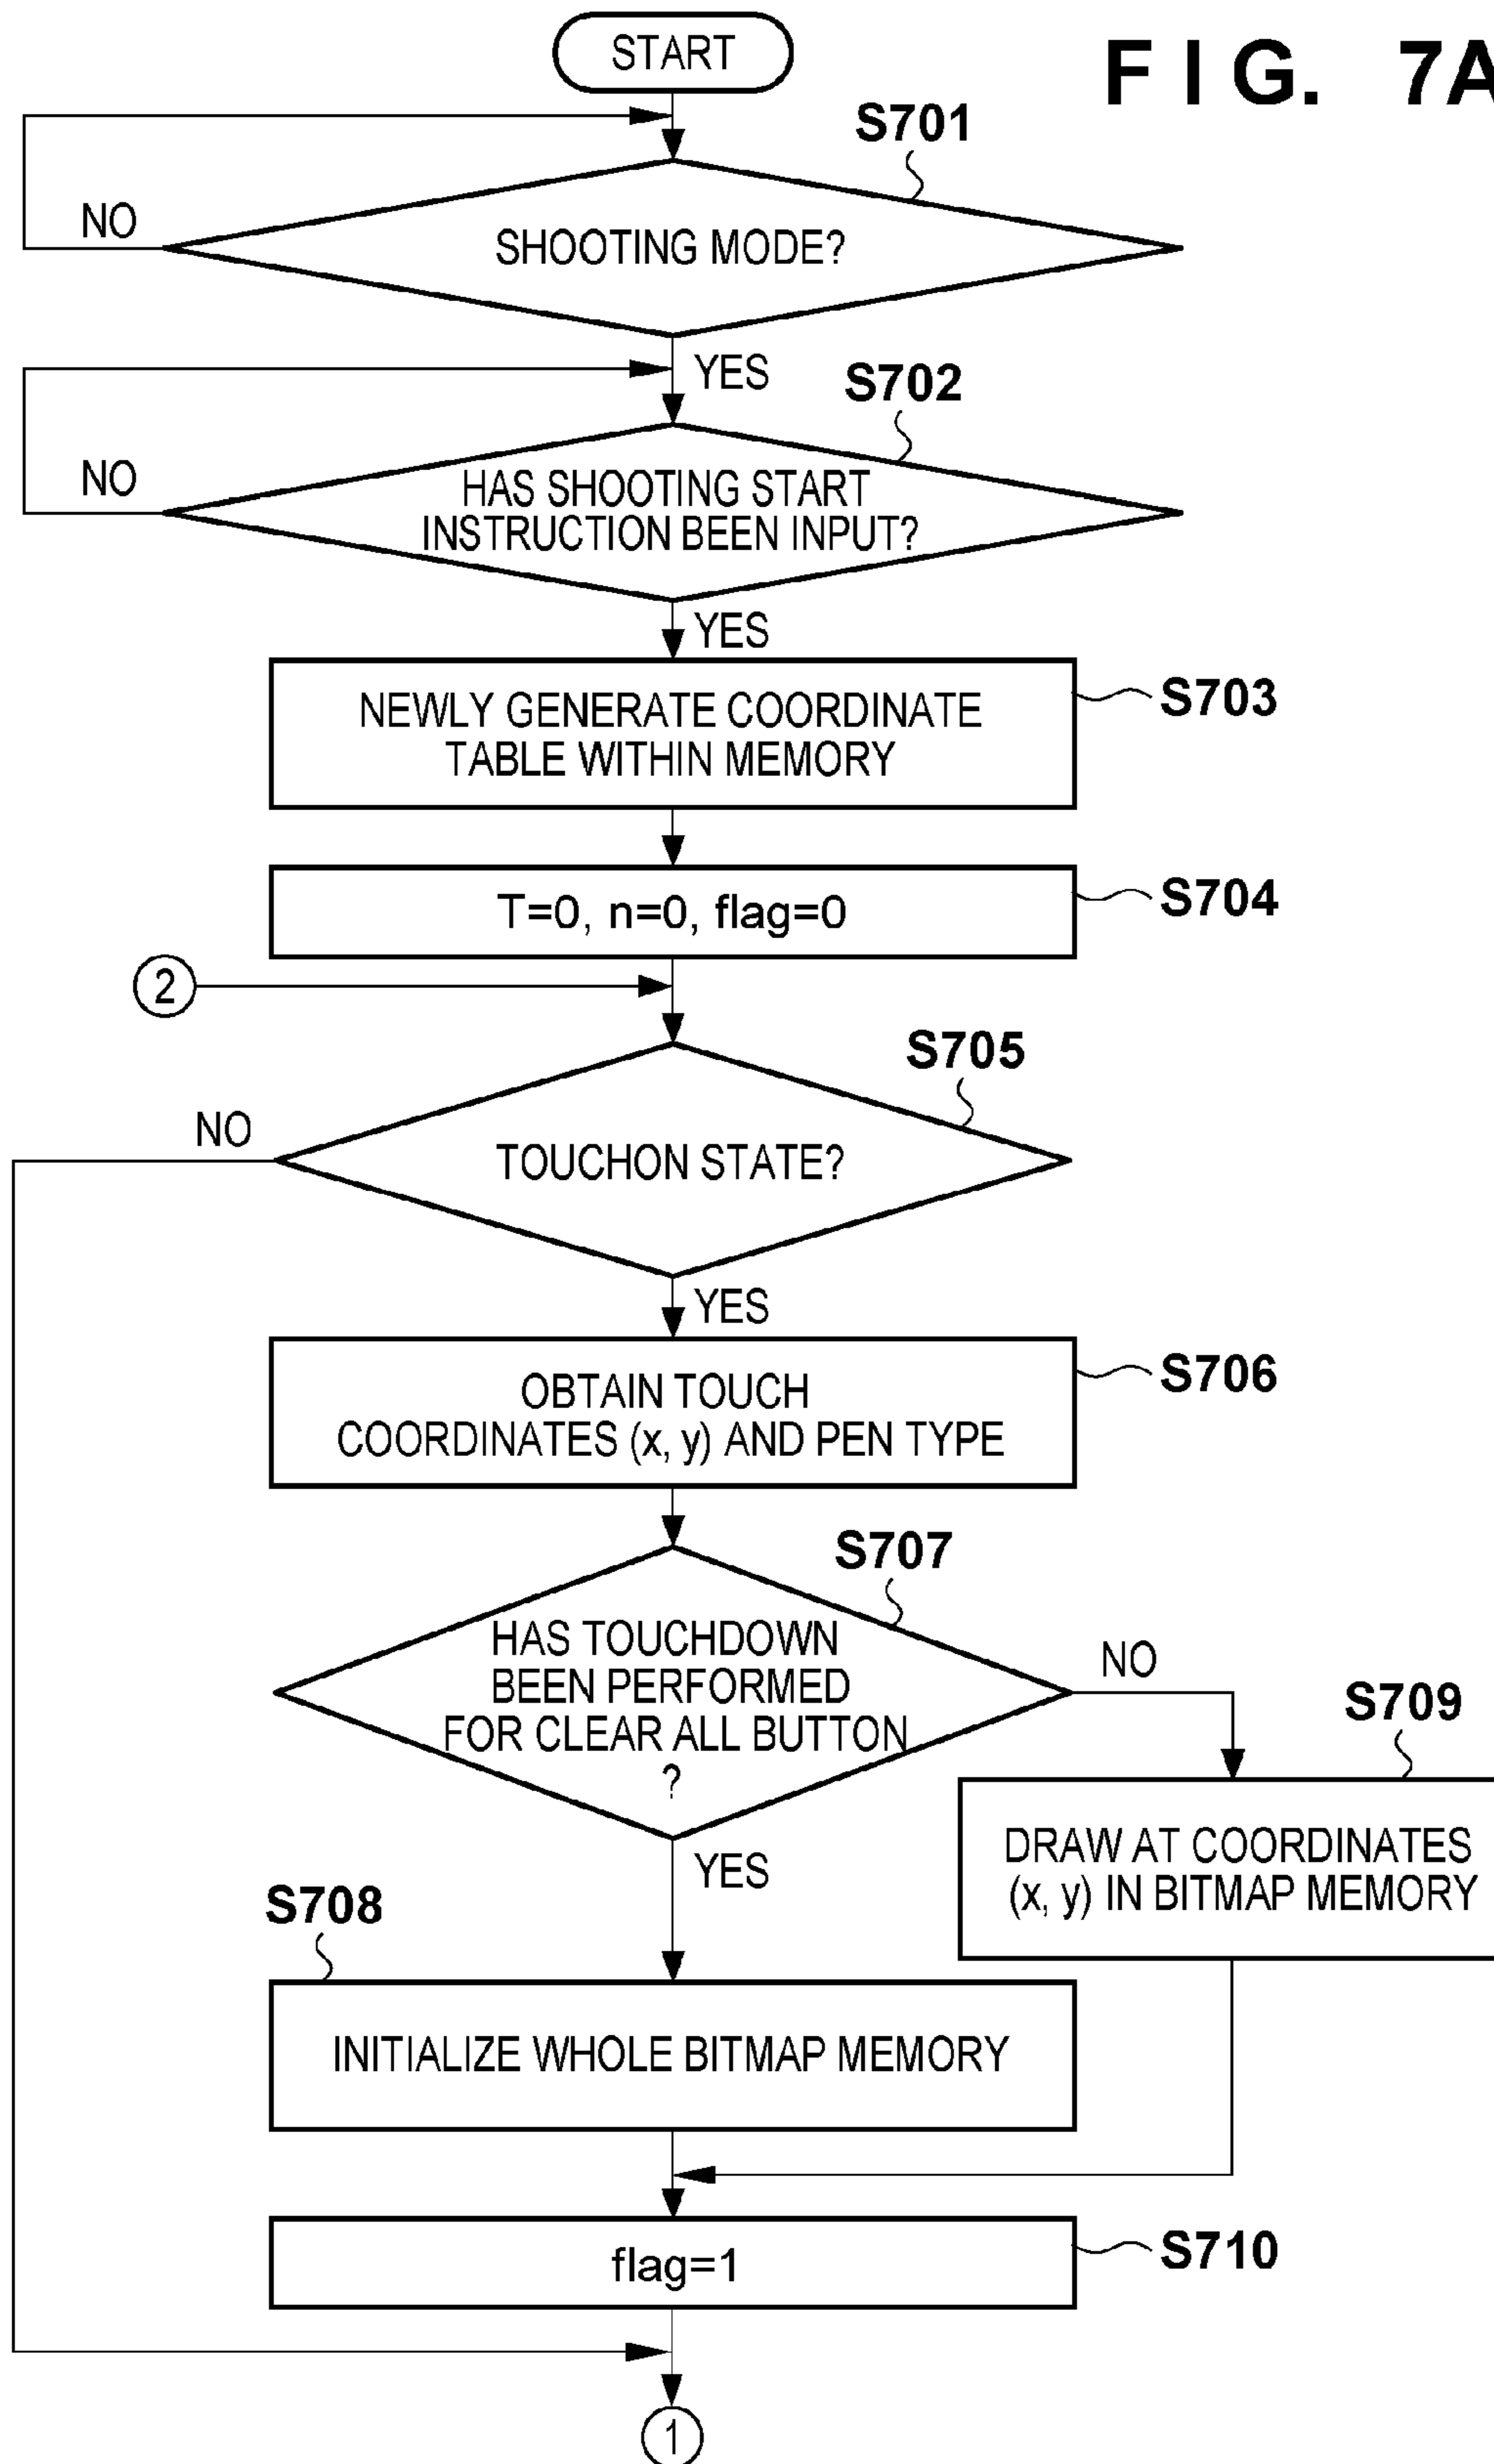 START
F I G. 7A
S701
NO
SHOOTING MODE?
YES
S702
NO
HAS SHOOTING START
INSTRUCTION BEEN INPUT?
YES
NEWLY GENERATE COORDINATE
TABLE WITHIN MEMORY
S703
T=0, n=0, flag=0
S704
2
S705
NO
TOUCHON STATE?
YES
OBTAIN TOUCH
COORDINATES (x, y) AND PEN TYPE
S706
S707
HAS TOUCHDOWN
BEEN PERFORMED
FOR CLEAR ALL BUTTON
?
NO
S709
DRAW AT COORDINATES
(x, y) IN BITMAP MEMORY
YES
S708
INITIALIZE WHOLE BITMAP MEMORY
flag=1
S710
1